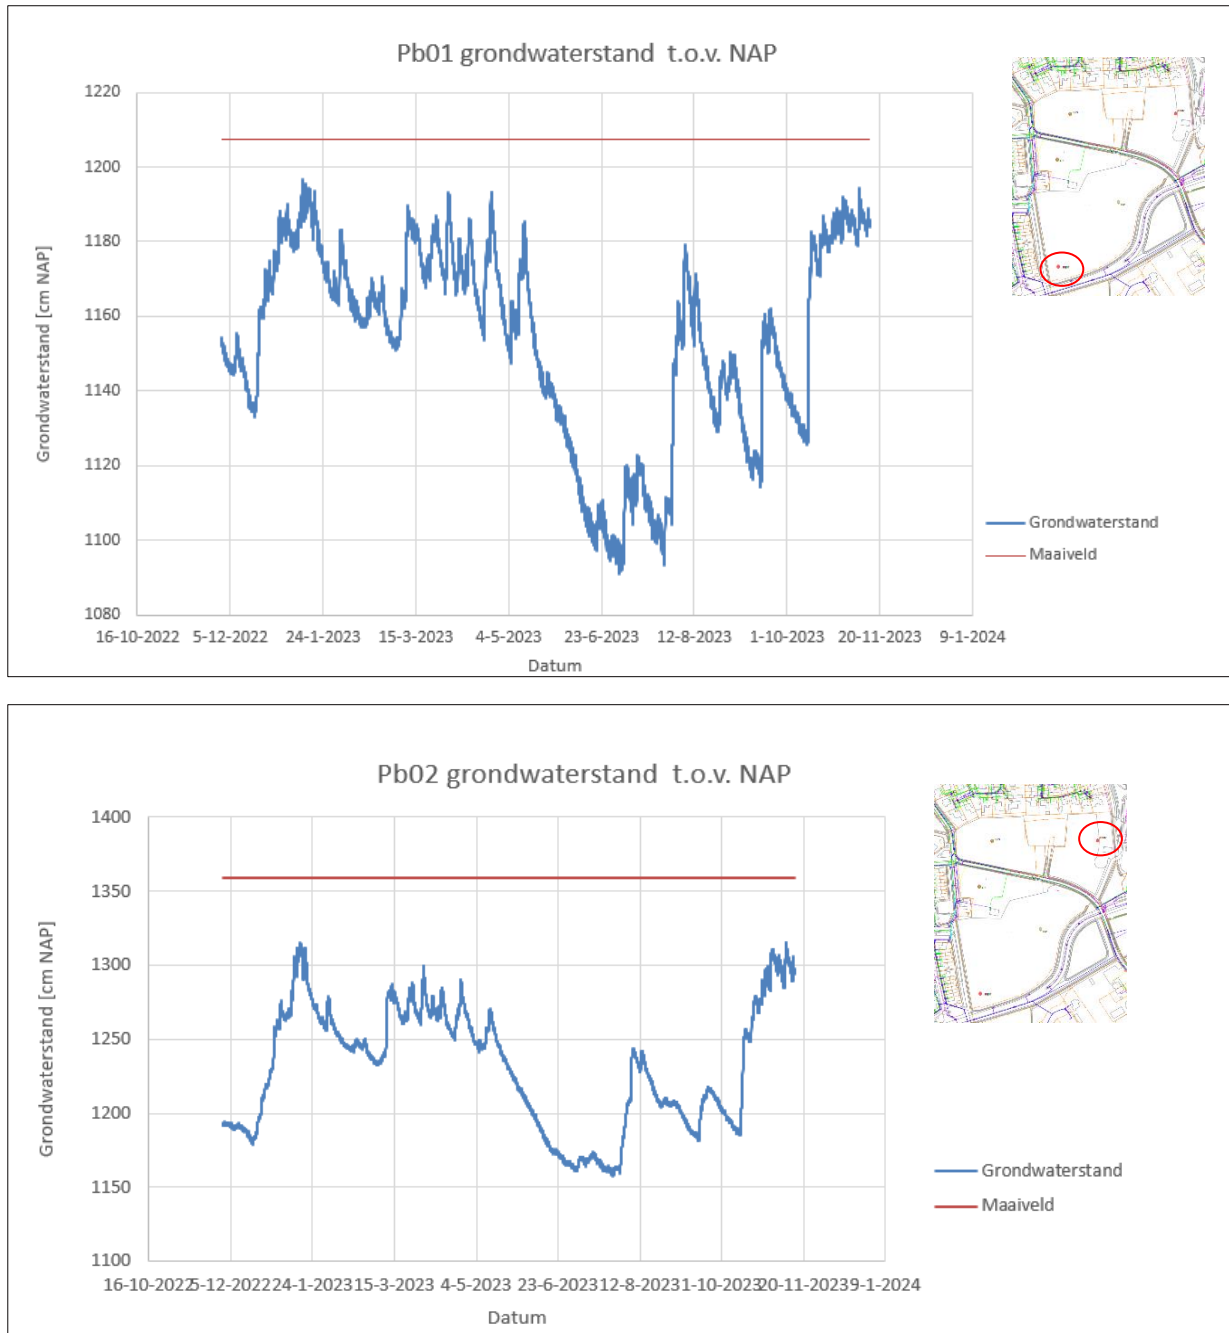 Pb01 grondwaterstand t.o.v. NAP
1220
1200
1180
1160
1140
1120
1100
1080
Grondwaterstand [cm NAP]
16-10-2022 5-12-2022 24-1-2023 15-3-2023 4-5-2023 23-6-2023 12-8-2023 1-10-2023 20-11-2023 9-1-2024
Datum
Grondwaterstand
Maaiveld
Pb02 grondwaterstand t.o.v. NAP
1400
1350
1300
1250
1200
1150
1100
Grondwaterstand [cm NAP]
16-10-2022 5-12-2022 24-1-2023 15-3-2023 4-5-2023 23-6-2023 12-8-2023 1-10-2023 20-11-2023 9-1-2024
Datum
Grondwaterstand
Maaiveld